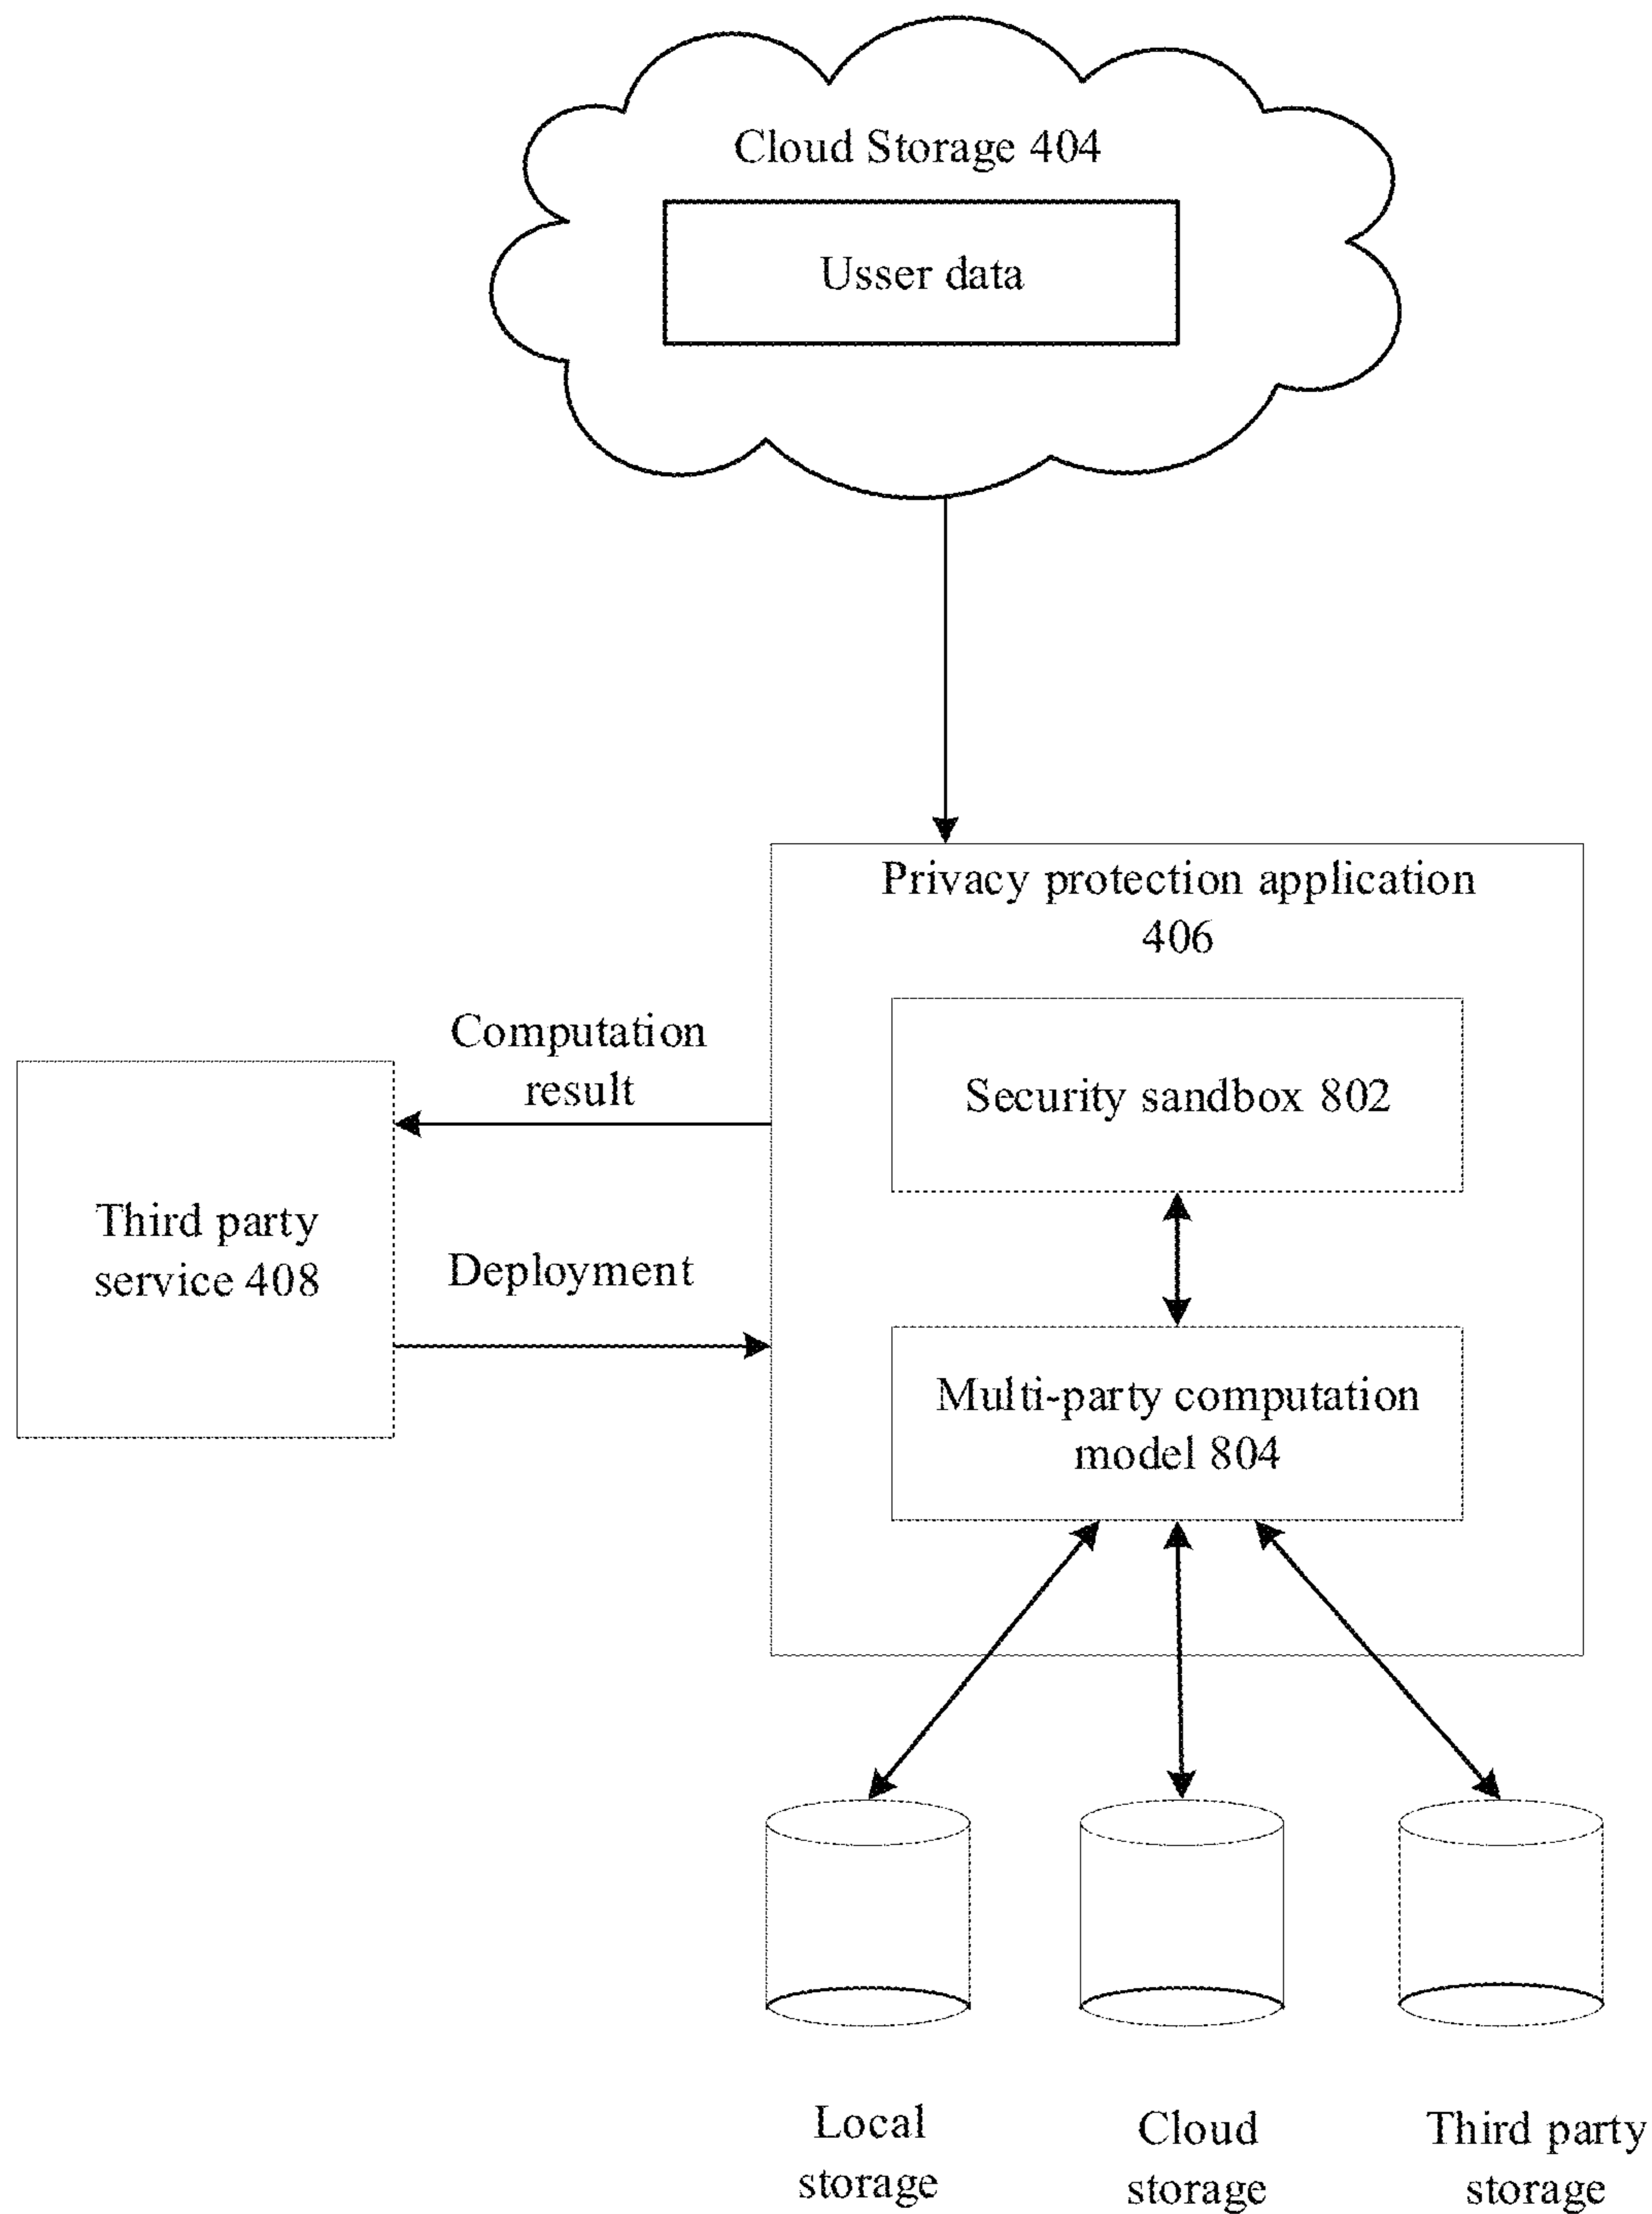 Cloud Storage 404
Usser data
Privacy protection application
406
Computation
result
Security sandbox 802
Third party
service 408
Deployment
Multi-party computation
model 804
Local
storage
Cloud
storage
Third party
storage